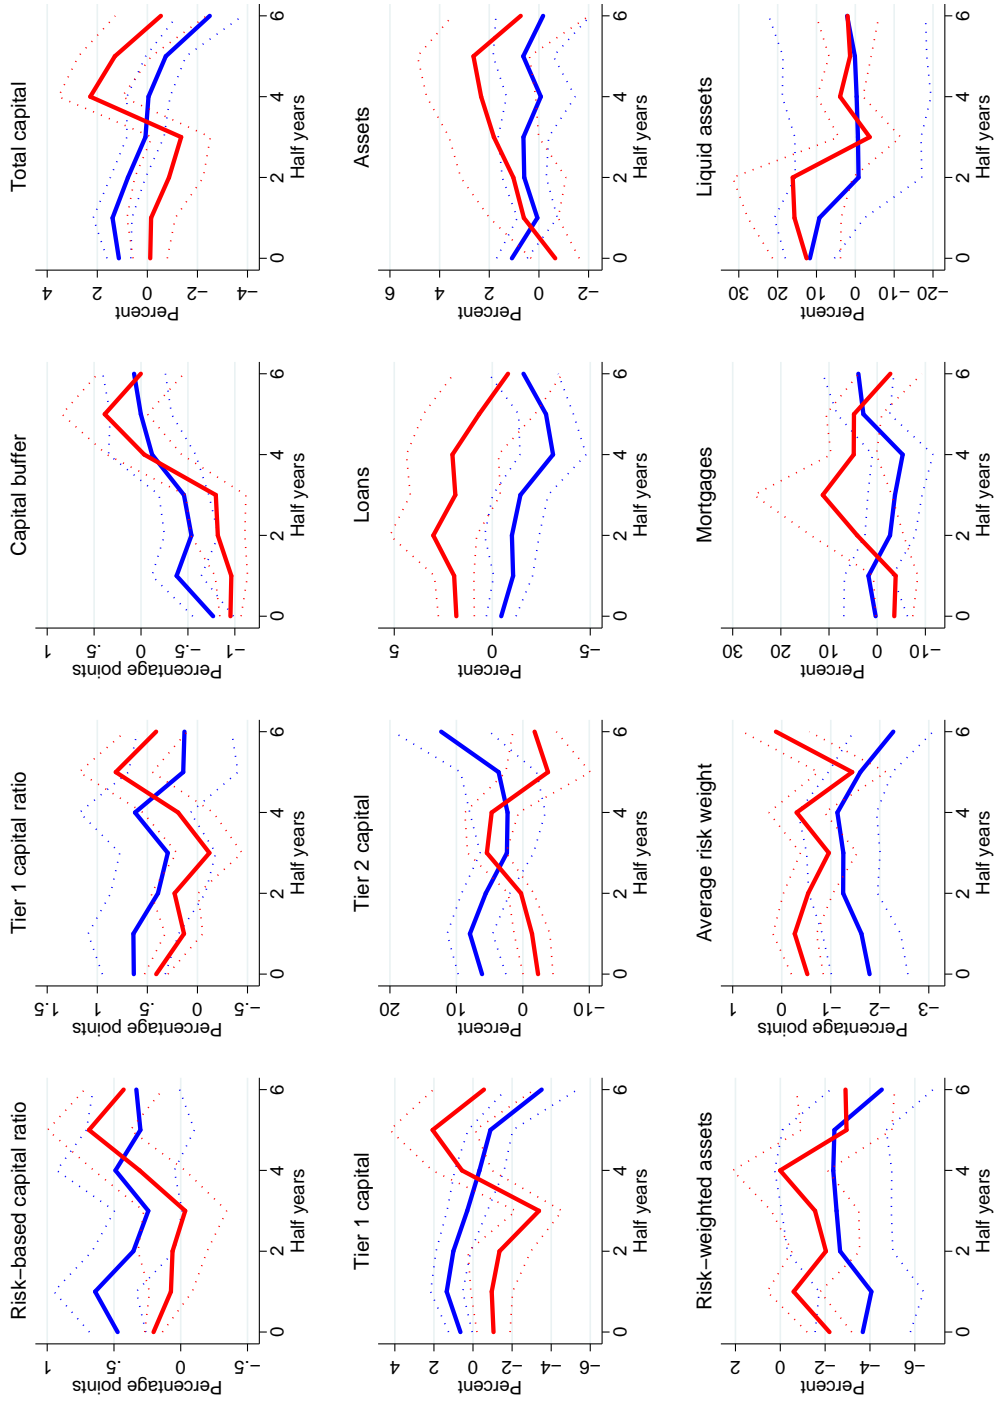 Risk−based capital ratio
Percentage points
1
.5
0
−.5
0 2 4 6
Half years
Tier 1 capital ratio
Percentage points
1.5
1
.5
0
−.5
0 2 4 6
Half years
Capital buffer
Percentage points
1
.5
0
−.5
−1
0 2 4 6
Half years
Total capital
Percent
4
2
0
−2
−4
0 2 4 6
Half years
Tier 1 capital
Percent
4
2
0
−2
−4
−6
0 2 4 6
Half years
Tier 2 capital
Percent
20
10
0
−10
0 2 4 6
Half years
Loans
Percent
5
0
−5
0 2 4 6
Half years
Assets
Percent
6
4
2
0
−2
0 2 4 6
Half years
Risk−weighted assets
Percent
2
0
−2
−4
−6
0 2 4 6
Half years
Average risk weight
Percentage points
1
0
−1
−2
−3
0 2 4 6
Half years
Mortgages
Percent
30
20
10
0
−10
0 2 4 6
Half years
Liquid assets
Percent
30
20
10
0
−10
−20
0 2 4 6
Half years